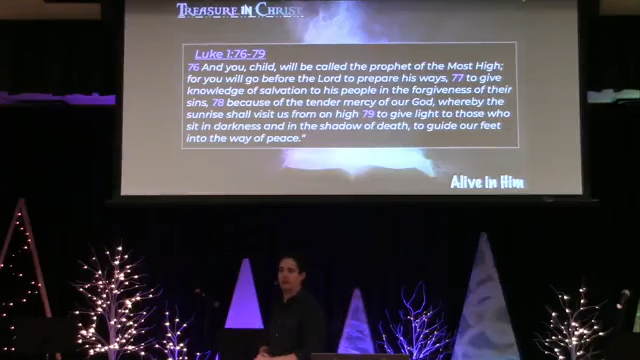 TREASURE IN CHRIST
Luke 1:76-79
76 And you, child, will be called the prophet of the Most High;
for you will go before the Lord to prepare his ways, 77 to give
knowledge of salvation to his people in the forgiveness of their
sins, 78 because of the tender mercy of our God, whereby the
sunrise shall visit us from on high 79 to give light to those who
sit in darkness and in the shadow of death, to guide our feet
into the way of peace.”
Alive in Him